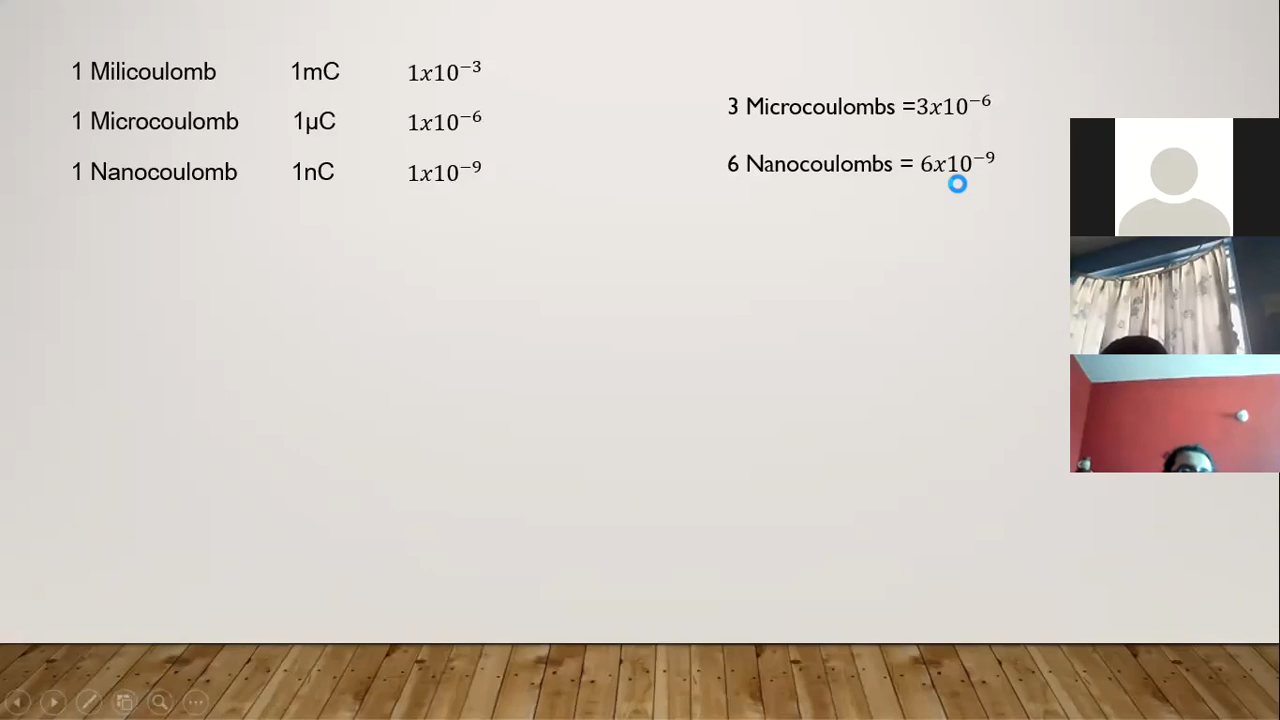 1 Milicoulomb 1mC 1x10⁻³
1 Microcoulomb 1µC 1x10⁻⁶
1 Nanocoulomb 1nC 1x10⁻⁹
3 Microcoulombs =3x10⁻⁶
6 Nanocoulombs = 6x10⁻⁹